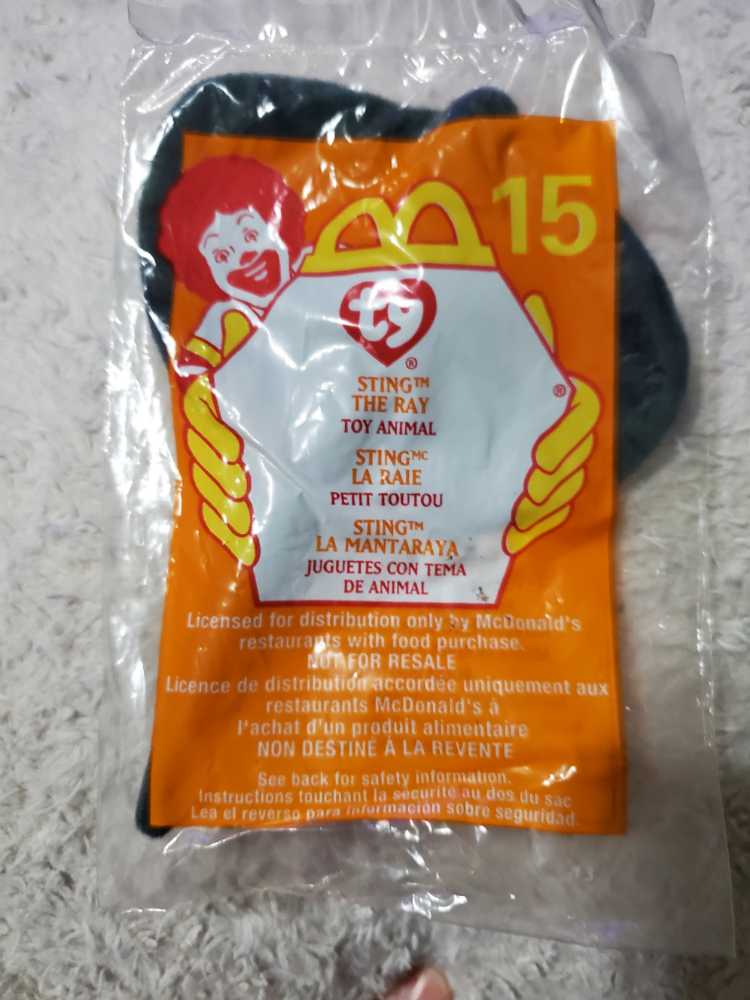 15
ty
®
STING™
THE RAY
®
TOY ANIMAL
STINGMC
LA RAIE
PETIT TOUTOU
STING™
LA MANTARAYA
JUGUETES CON TEMA
DE ANIMAL
Licensed for distribution only by McDonald's
restaurants with food purchase.
NOT FOR RESALE
Licence de distribution accordée uniquement aux
restaurants McDonald's à
l'achat d'un produit alimentaire
NON DESTINÉ À LA REVENTE
See back for safety information.
Instructions touchant la sécurité au dos du sac
Lea el reverso para información sobre seguridad.